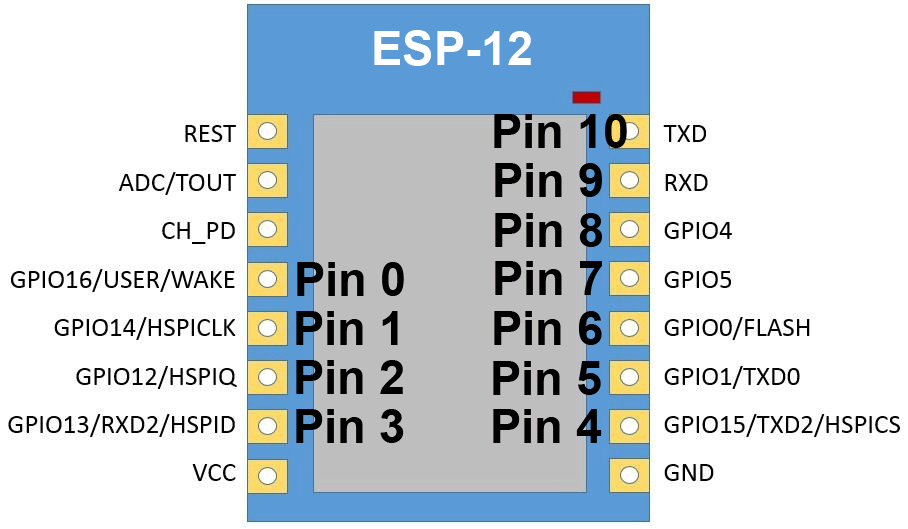 ESP-12
REST
Pin 10
TXD
ADC/TOUT
Pin 9
RXD
CH_PD
Pin 8
GPIO4
GPIO16/USER/WAKE
Pin 0
Pin 7
GPIO5
GPIO14/HSPICLK
Pin 1
Pin 6
GPIO0/FLASH
GPIO12/HSPIQ
Pin 2
Pin 5
GPIO1/TXD0
GPIO13/RXD2/HSPID
Pin 3
Pin 4
GPIO15/TXD2/HSPICS
VCC
GND